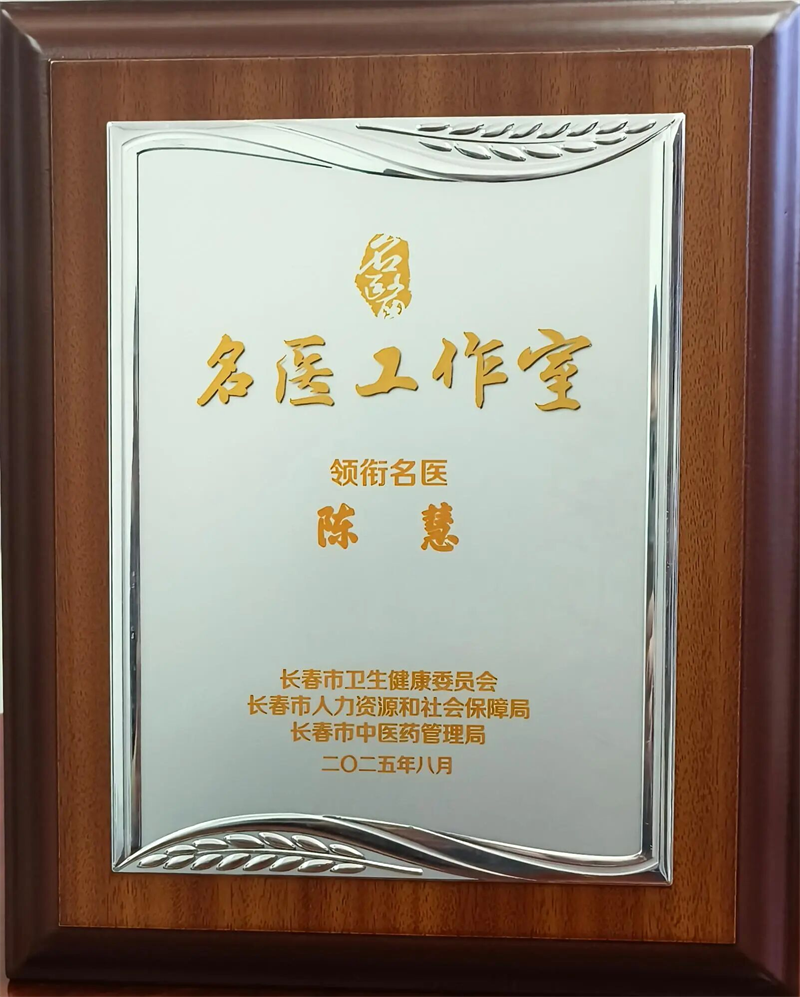 名醫
名医工作室
领衔名医
陈 慧
长春市卫生健康委员会
长春市人力资源和社会保障局
长春市中医药管理局
二〇二五年八月